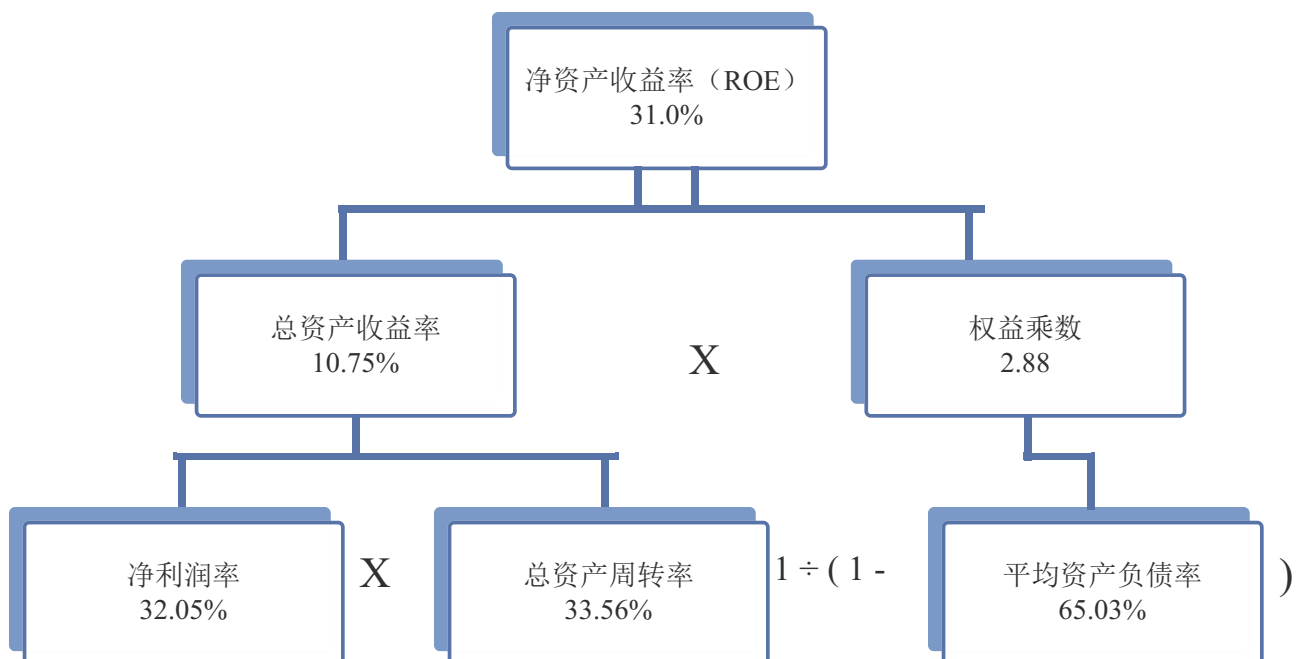 净资产收益率（ROE）
31.0%
总资产收益率
10.75%
X
权益乘数
2.88
净利润率
32.05%
X
总资产周转率
33.56%
1 ÷ ( 1 -
平均资产负债率
65.03%
)